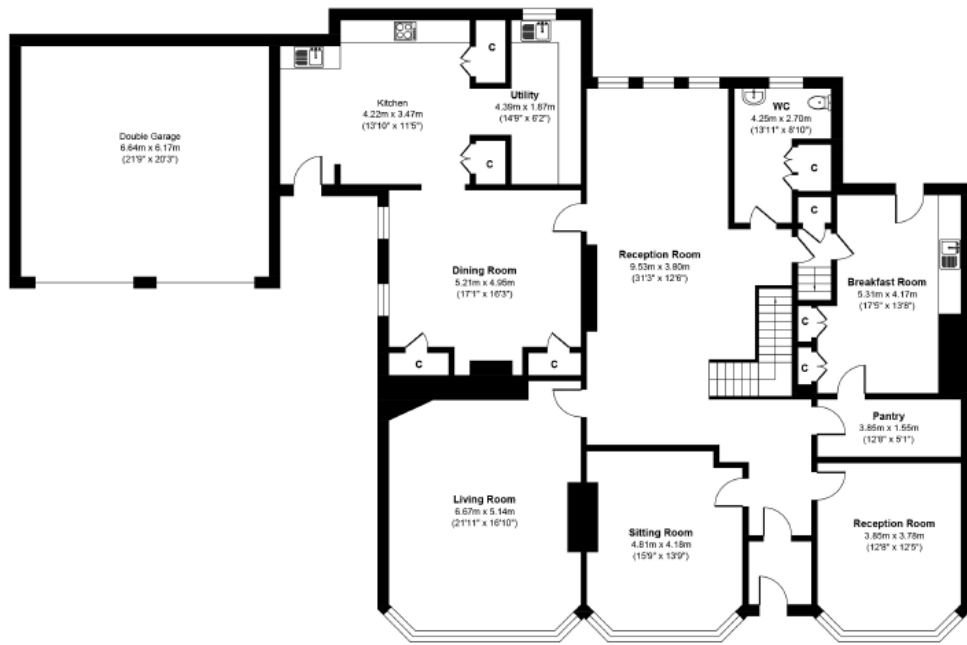 Double Garage
6.64m x 6.17m
(21'9" x 20'3")
Kitchen
4.22m x 3.47m
(13'10" x 11'5")
C
Utility
4.39m x 1.87m
(14'9" x 6'2")
C
WC
4.25m x 2.70m
(13'11" x 8'10")
C
C
Dining Room
5.21m x 4.95m
(17'1" x 16'3")
C
C
Reception Room
9.53m x 3.80m
(31'3" x 12'6")
Breakfast Room
5.31m x 4.17m
(17'5" x 13'8")
C
C
Pantry
3.85m x 1.55m
(12'8" x 5'1")
Living Room
6.67m x 5.14m
(21'11" x 16'10")
Sitting Room
4.81m x 4.18m
(15'9" x 13'9")
Reception Room
3.85m x 3.78m
(12'8" x 12'5")